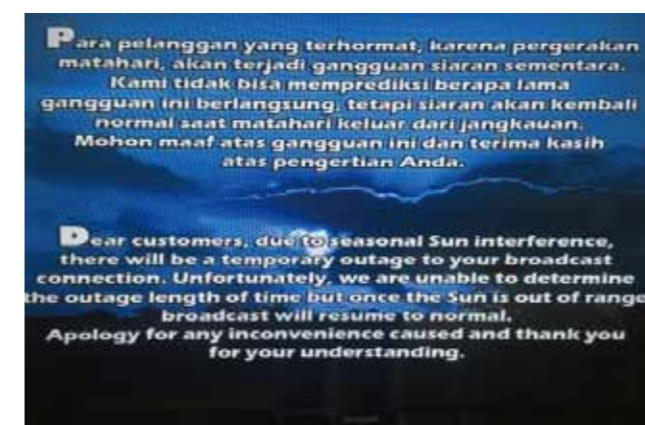 Para pelanggan yang terhormat, karena pergerakan
matahari, akan terjadi gangguan siaran sementara.
Kami tidak bisa memprediksi berapa lama
gangguan ini berlangsung, tetapi siaran akan kembali
normal saat matahari keluar dari jangkauan.
Mohon maaf atas gangguan ini dan terima kasih
atas pengertian Anda.
Dear customers, due to seasonal Sun interference,
there will be a temporary outage to your broadcast
connection. Unfortunately, we are unable to determine
the outage length of time but once the Sun is out of range
broadcast will resume to normal.
Apology for any inconvenience caused and thank you
for your understanding.